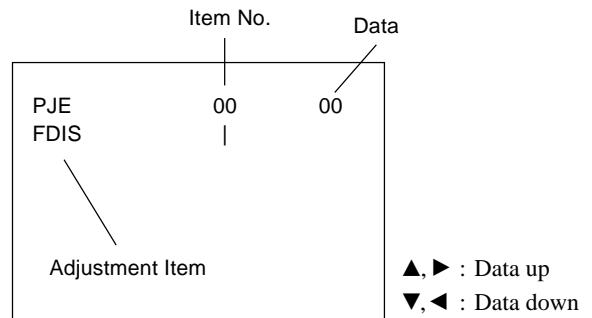 Item No.
Data
PJE 00 00
FDIS |
Adjustment Item
▲, ► : Data up
▼, ◄ : Data down